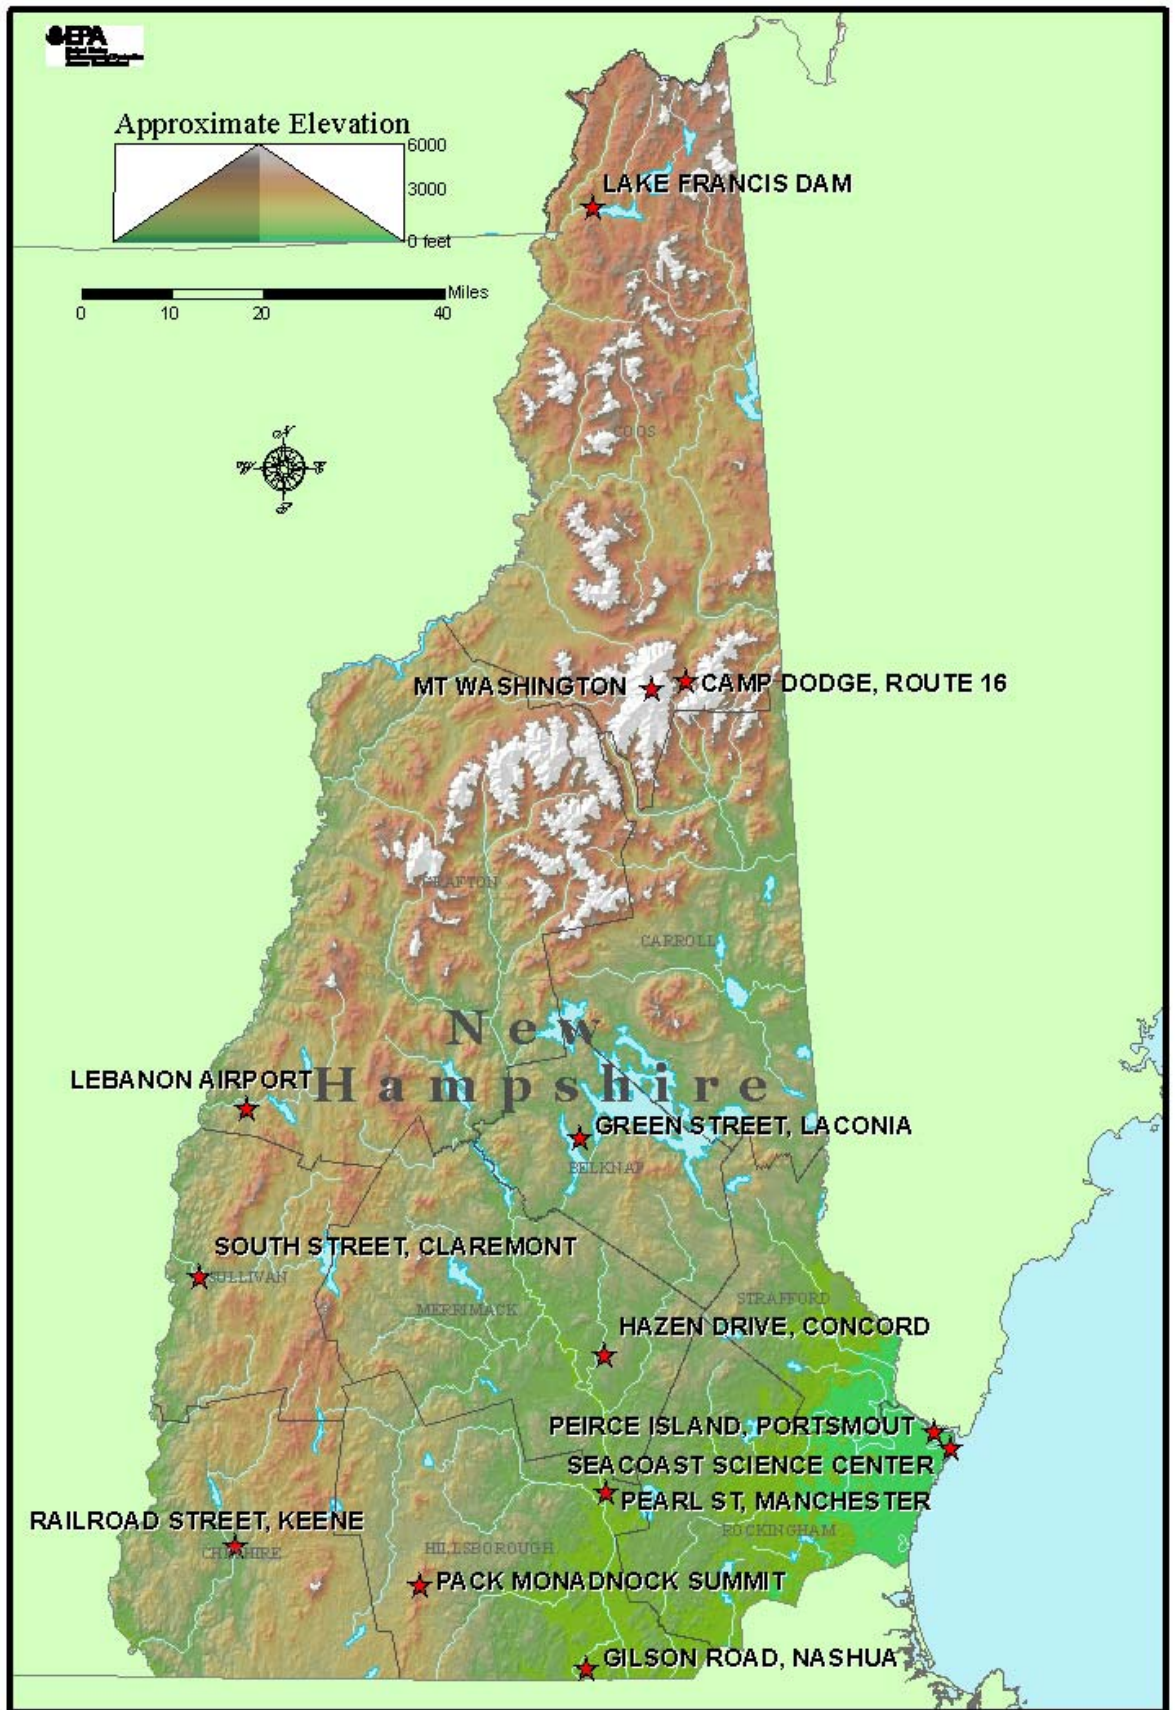 EPA
Approximate Elevation
6000
3000
0 feet
Miles
0 10 20 40
N
W E
S
LAKE FRANCIS DAM
COOS
MT WASHINGTON
CAMP DODGE, ROUTE 16
GRAFTON
CARROLL
New
Hampshire
LEBANON AIRPORT
GREEN STREET, LACONIA
BELKNAP
SOUTH STREET, CLAREMONT
SULLIVAN
STRAFFORD
MERRIMACK
HAZEN DRIVE, CONCORD
PEIRCE ISLAND, PORTSMOUT
SEACOAST SCIENCE CENTER
PEARL ST, MANCHESTER
RAILROAD STREET, KEENE
ROCKINGHAM
CHESHIRE
HILLSBOROUGH
PACK MONADNOCK SUMMIT
GILSON ROAD, NASHUA